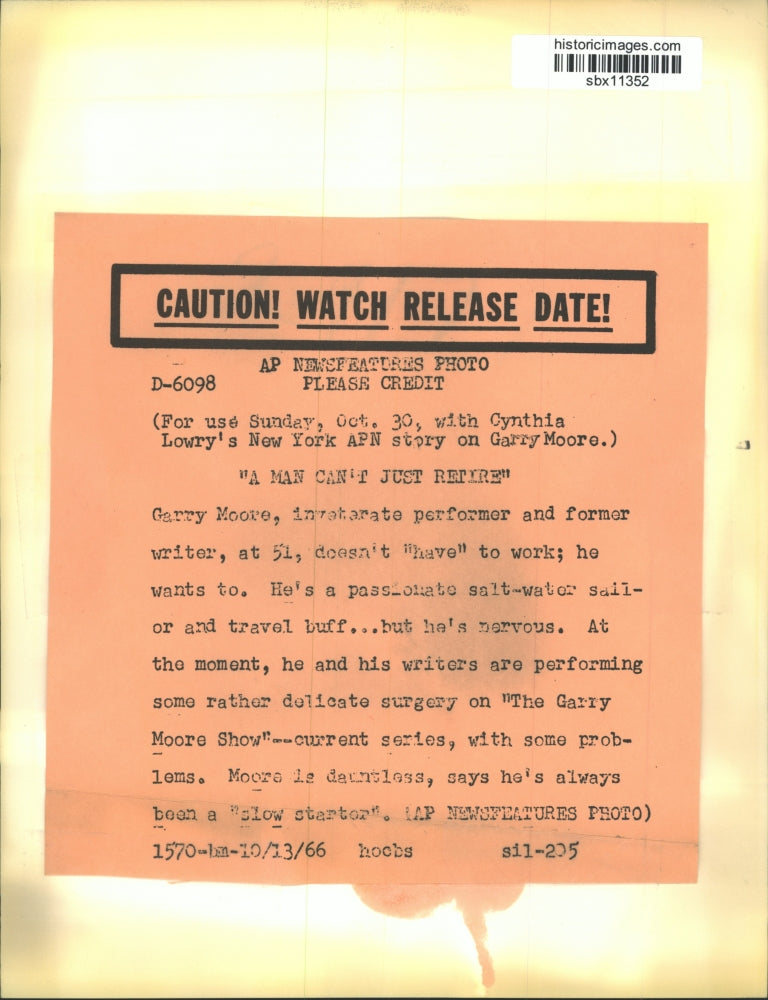 historicimages.com
sbx11352
CAUTION! WATCH RELEASE DATE!
AP NEWSFEATURES PHOTO
D-6098 PLEASE CREDIT
(For use Sunday, Oct. 30, with Cynthia
Lowry's New York APN story on Garry Moore.)
"A MAN CAN'T JUST RETIRE"
Garry Moore, inveterate performer and former
writer, at 51, doesn't "have" to work; he
wants to. He's a passionate salt-water sail-
or and travel buff...but he's nervous. At
the moment, he and his writers are performing
some rather delicate surgery on "The Garry
Moore Show"--current series, with some prob-
lems. Moore is dauntless, says he's always
been a "slow starter". (AP NEWSFEATURES PHOTO)
1570-bm-10/13/66 hocbs sil-205